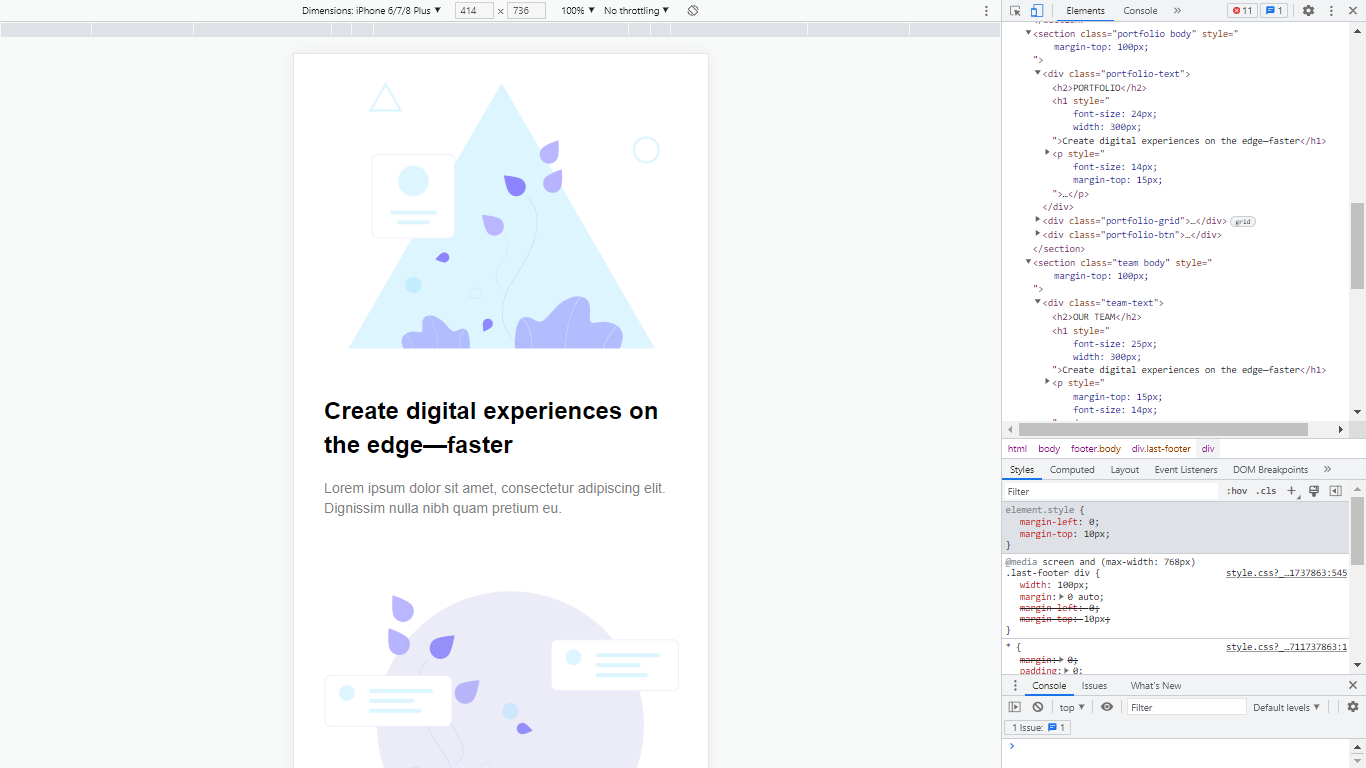 Dimensions: iPhone 6/7/8 Plus ▼ 414 × 736 100% ▼ No throttling ▼
Elements Console » 11 1
<section class="portfolio body" style="
margin-top: 100px;
">
<div class="portfolio-text">
<h2>PORTFOLIO</h2>
<h1 style="
font-size: 24px;
width: 300px;
">Create digital experiences on the edge—faster</h1>
<p style="
font-size: 14px;
margin-top: 15px;
">…</p>
</div>
<div class="portfolio-grid">…</div> grid
<div class="portfolio-btn">…</div>
</section>
<section class="team body" style="
margin-top: 100px;
">
<div class="team-text">
<h2>OUR TEAM</h2>
<h1 style="
font-size: 25px;
width: 300px;
">Create digital experiences on the edge—faster</h1>
<p style="
margin-top: 15px;
font-size: 14px;
html body footer.body div.last-footer div
Styles Computed Layout Event Listeners DOM Breakpoints »
Filter :hov .cls +
element.style {
margin-left: 0;
margin-top: 10px;
}
@media screen and (max-width: 768px)
.last-footer div { style.css?_…1737863:545
width: 100px;
margin: 0 auto;
margin-left: 0;
margin-top: 10px;
}
* { style.css?_…711737863:1
margin: 0;
padding: 0;
Console Issues What's New
top ▼ Filter Default levels ▼
1 Issue: 1
Create digital experiences on
the edge—faster
Lorem ipsum dolor sit amet, consectetur adipiscing elit.
Dignissim nulla nibh quam pretium eu.